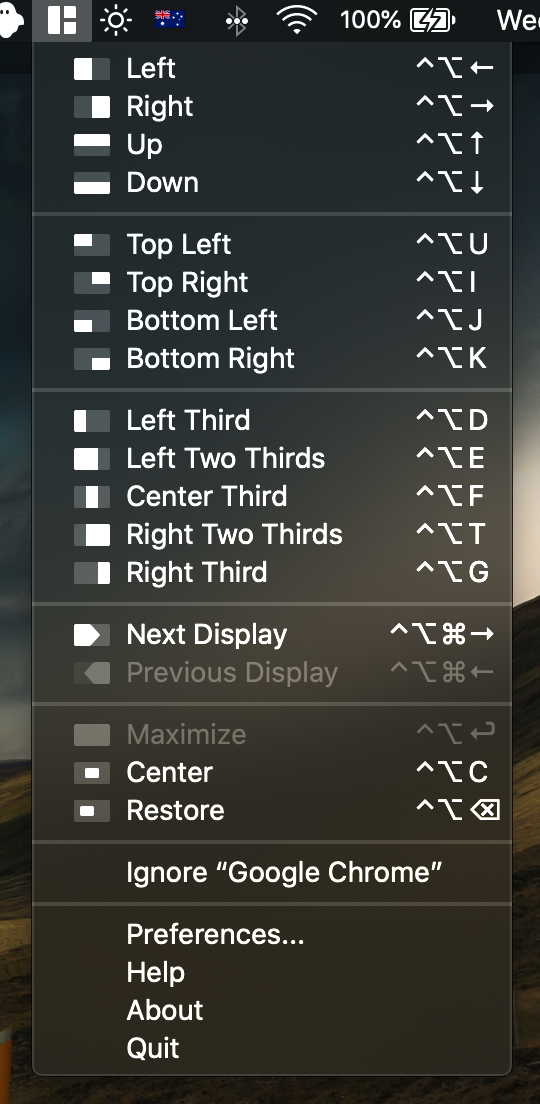 100% We
Left ^⌥←
Right ^⌥→
Up ^⌥↑
Down ^⌥↓
Top Left ^⌥U
Top Right ^⌥I
Bottom Left ^⌥J
Bottom Right ^⌥K
Left Third ^⌥D
Left Two Thirds ^⌥E
Center Third ^⌥F
Right Two Thirds ^⌥T
Right Third ^⌥G
Next Display ^⌥⌘→
Previous Display ^⌥⌘←
Maximize ^⌥↩
Center ^⌥C
Restore ^⌥⌫
Ignore “Google Chrome”
Preferences...
Help
About
Quit